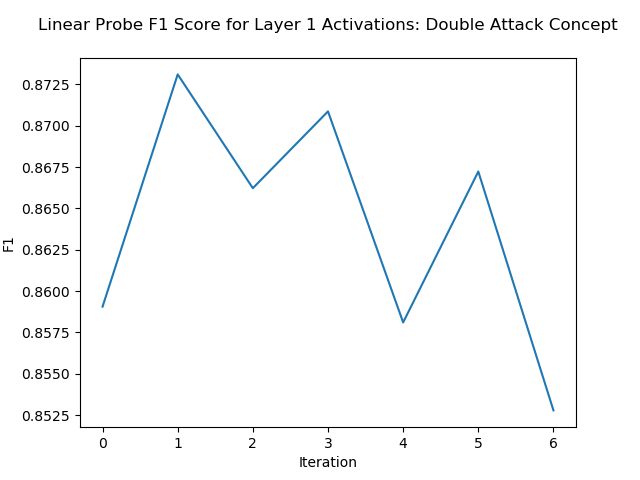 Linear Probe F1 Score for Layer 1 Activations: Double Attack Concept
0.8725
0.8700
0.8675
0.8650
0.8625
0.8600
0.8575
0.8550
0.8525
F1
0 1 2 3 4 5 6
Iteration